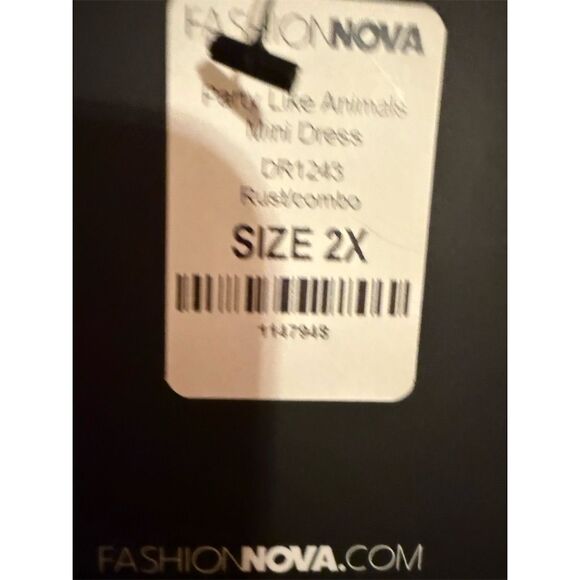 FASHIONNOVA
Party Like Animals
Mini Dress
DR1243
Rust/combo
SIZE 2X
1147948
FASHIONNOVA.COM